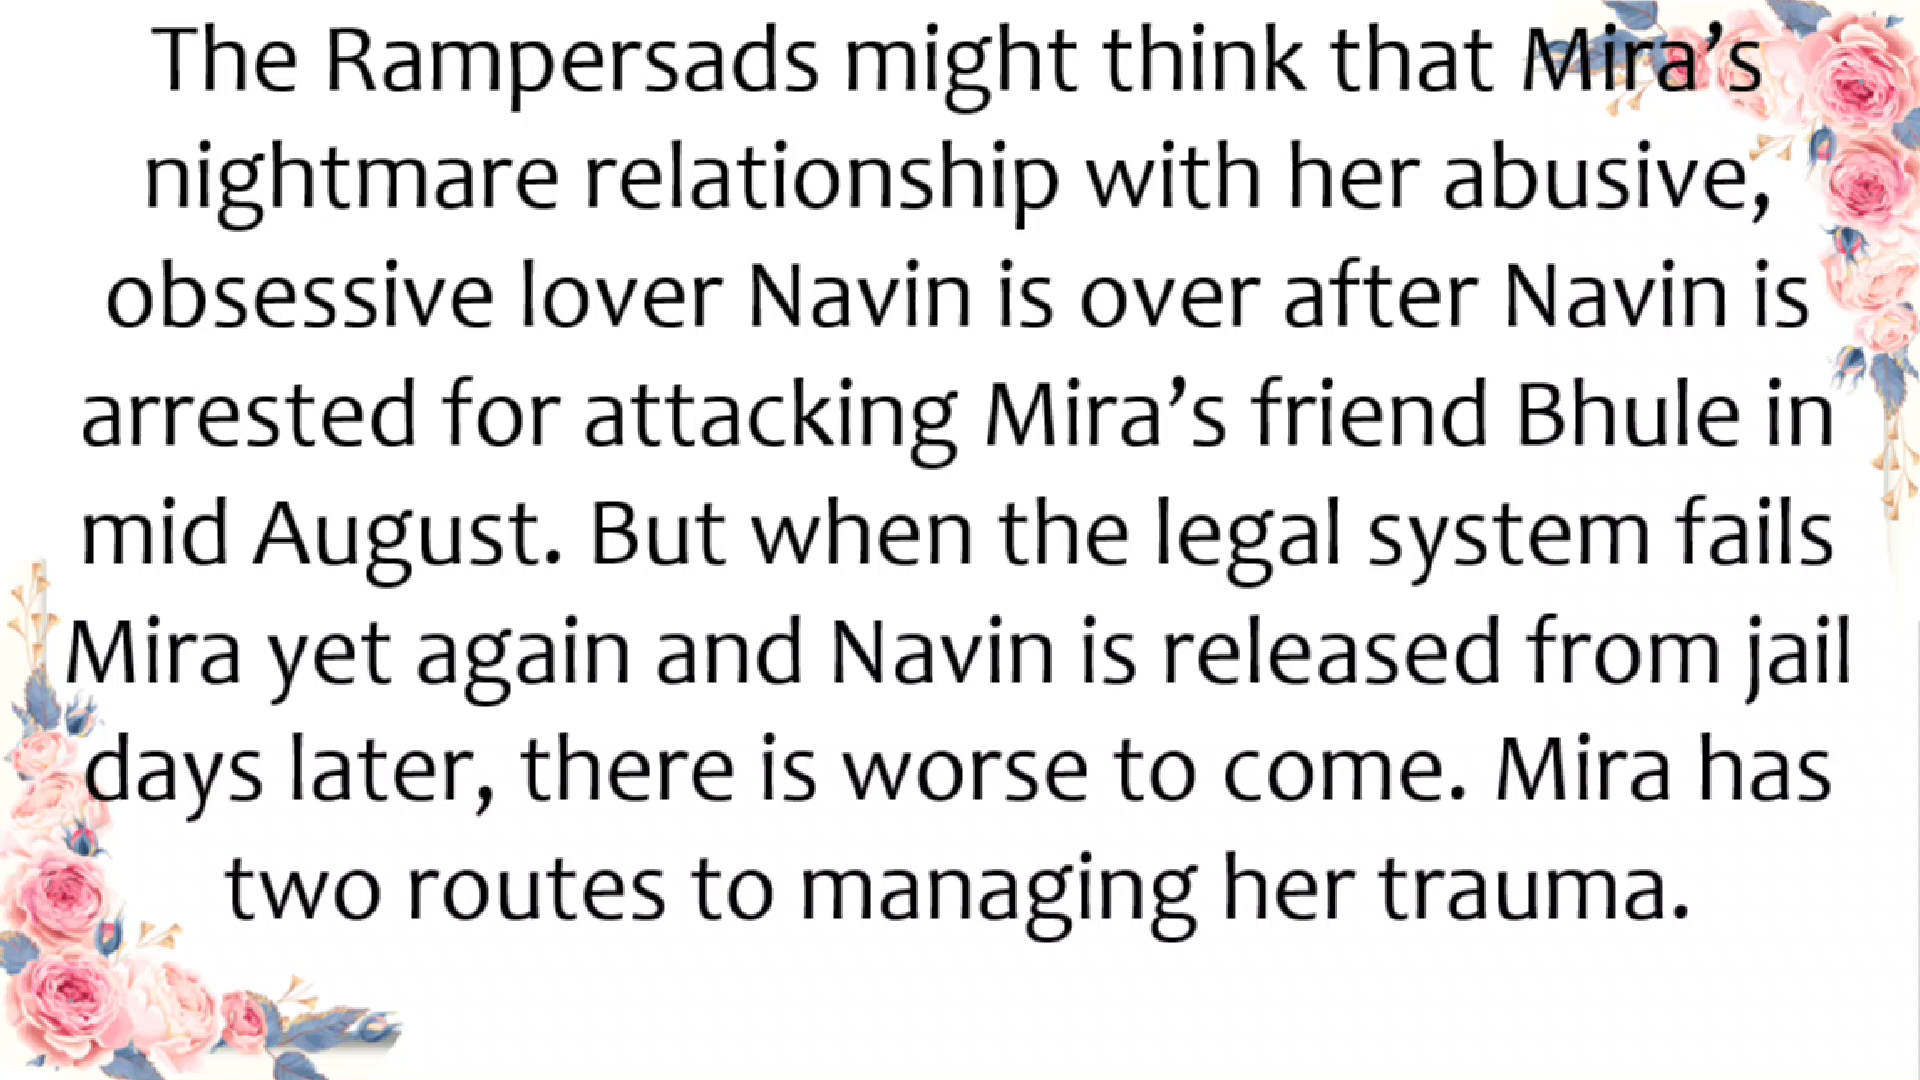 The Rampersads might think that Mira’s
nightmare relationship with her abusive,
obsessive lover Navin is over after Navin is
arrested for attacking Mira’s friend Bhule in
mid August. But when the legal system fails
Mira yet again and Navin is released from jail
days later, there is worse to come. Mira has
two routes to managing her trauma.